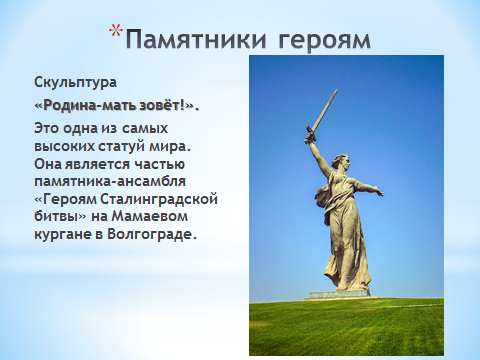 *Памятники героям
Скульптура
«Родина-мать зовёт!».
Это одна из самых
высоких статуй мира.
Она является частью
памятника-ансамбля
«Героям Сталинградской
битвы» на Мамаевом
кургане в Волгограде.